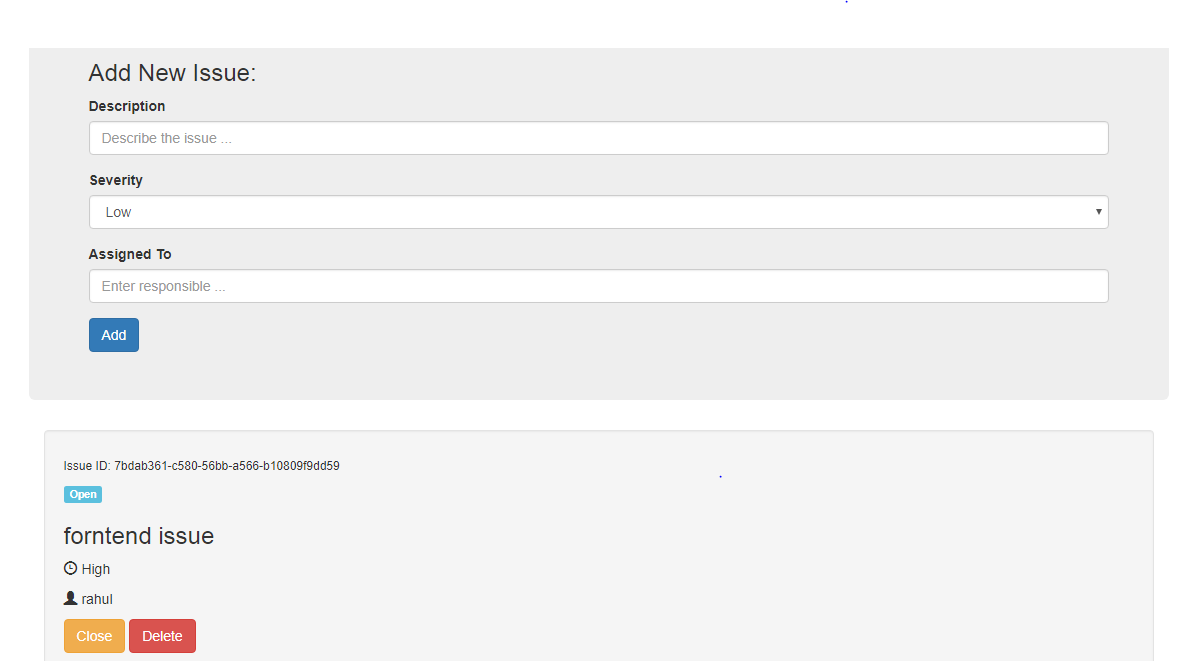 Add New Issue:
Description
Describe the issue ...
Severity
Low
Assigned To
Enter responsible ...
Add
Issue ID: 7bdab361-c580-56bb-a566-b10809f9dd59
Open
forntend issue
High
rahul
Close Delete